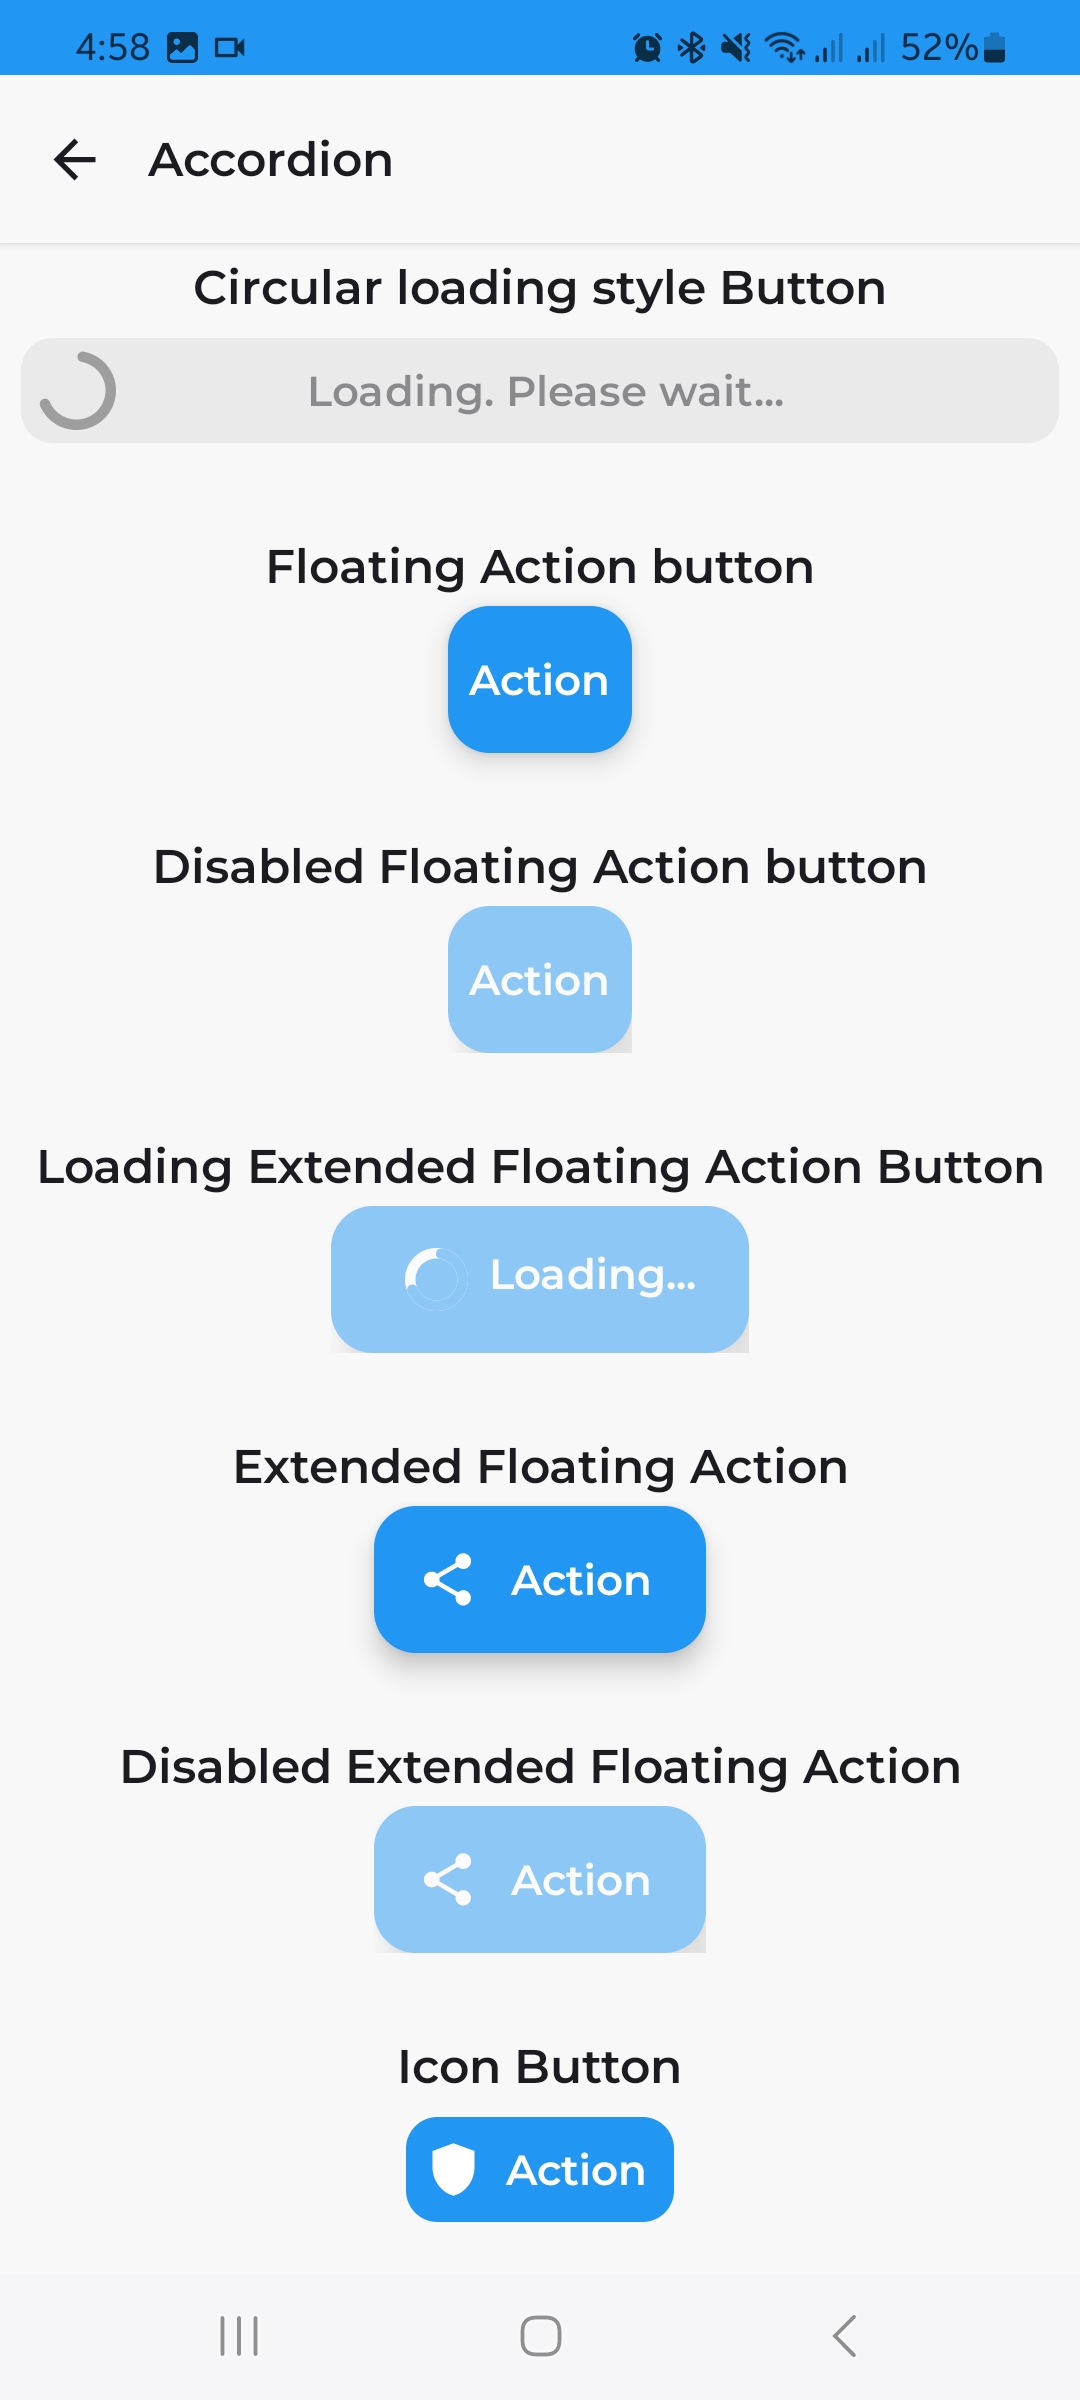 4:58 52%
Accordion
Circular loading style Button
Loading. Please wait...
Floating Action button
Action
Disabled Floating Action button
Action
Loading Extended Floating Action Button
Loading...
Extended Floating Action
Action
Disabled Extended Floating Action
Action
Icon Button
Action